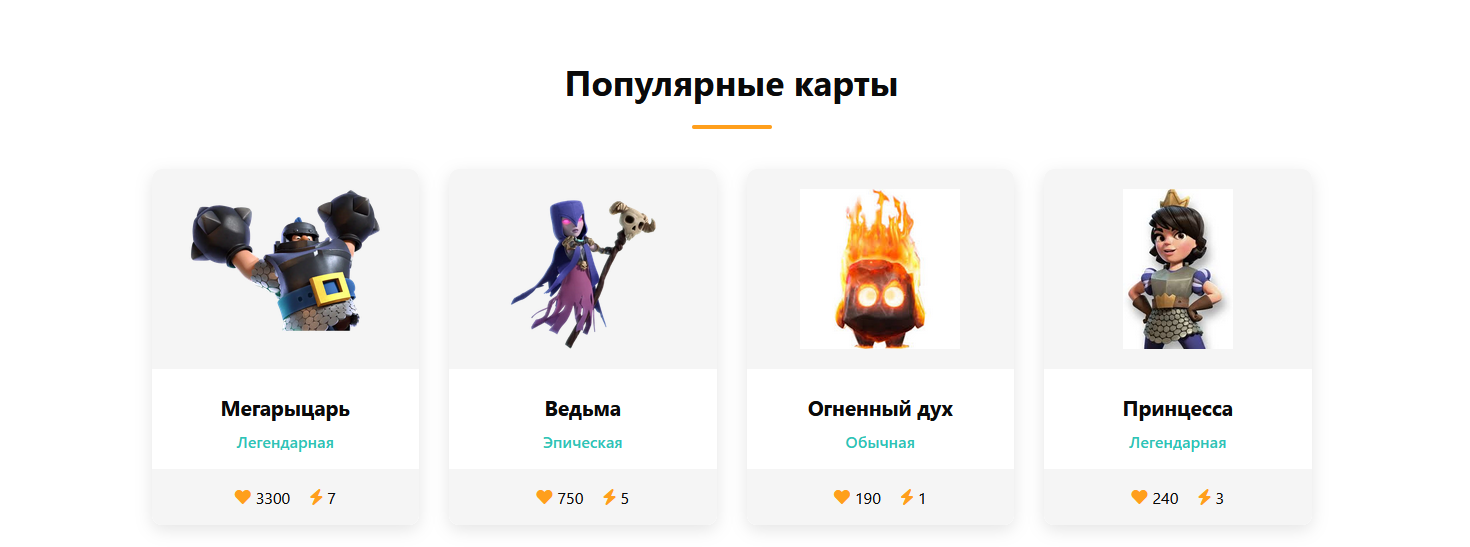 Популярные карты
Мегарыцарь
Легендарная
3300 7
Ведьма
Эпическая
750 5
Огненный дух
Обычная
190 1
Принцесса
Легендарная
240 3